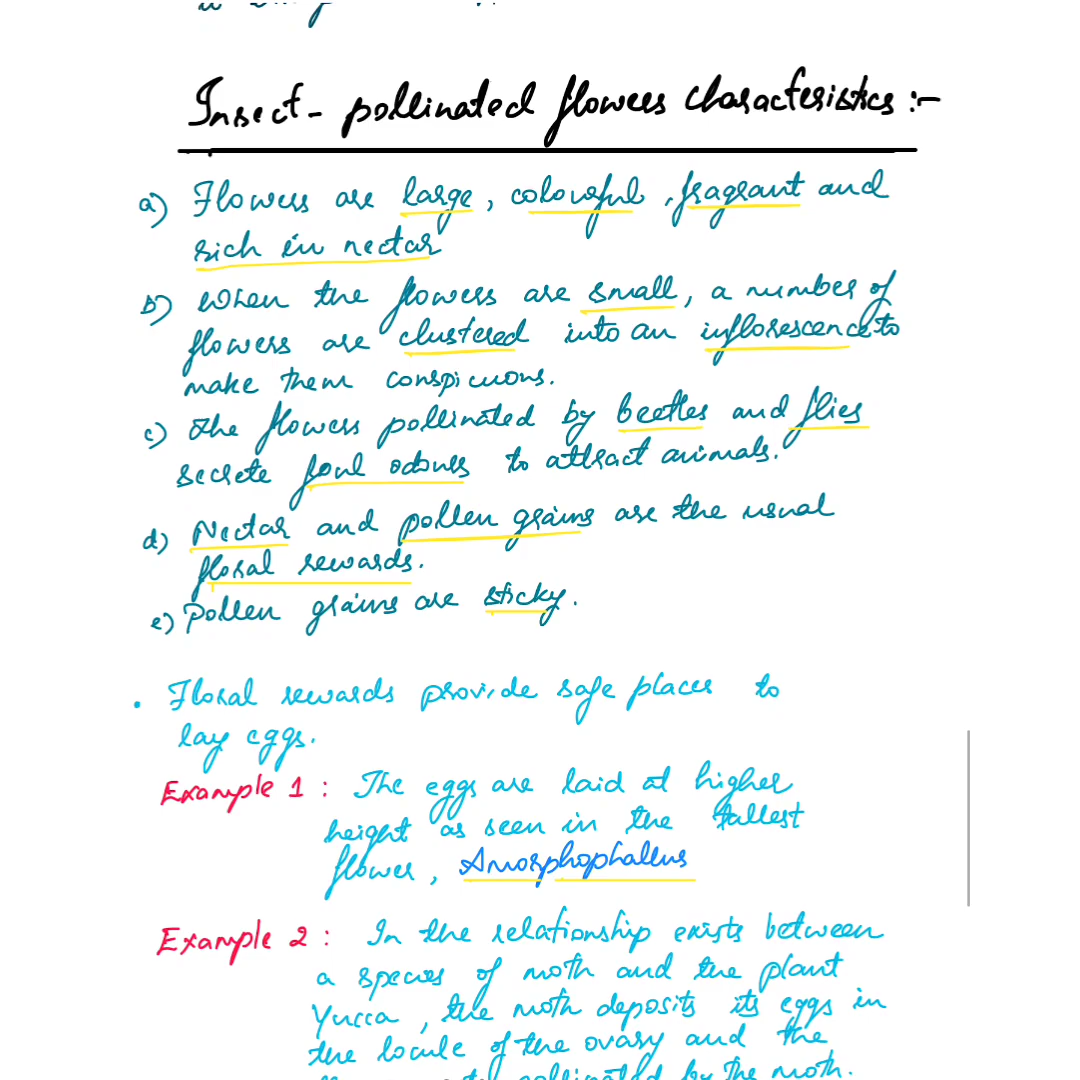 Insect- pollinated flowers characteristics :-
a) Flowers are large, colourful, fragrant and
rich in nectar
b) When the flowers are small, a number of
flowers are clustered into an inflorescence to
make them conspicuous.
c) The flowers pollinated by beetles and flies
secrete foul odours to attract animals.
d) Nectar and pollen grains are the usual
floral rewards.
e) Pollen grains are sticky.
. Floral rewards provide safe places to
lay eggs.
Example 1 : The eggs are laid at higher
height as seen in the tallest
flower, Amorphophallus
Example 2 : In the relationship exists between
a species of moth and the plant
Yucca, the moth deposits its eggs in
the locule of the ovary and the
pollinated by the moth.